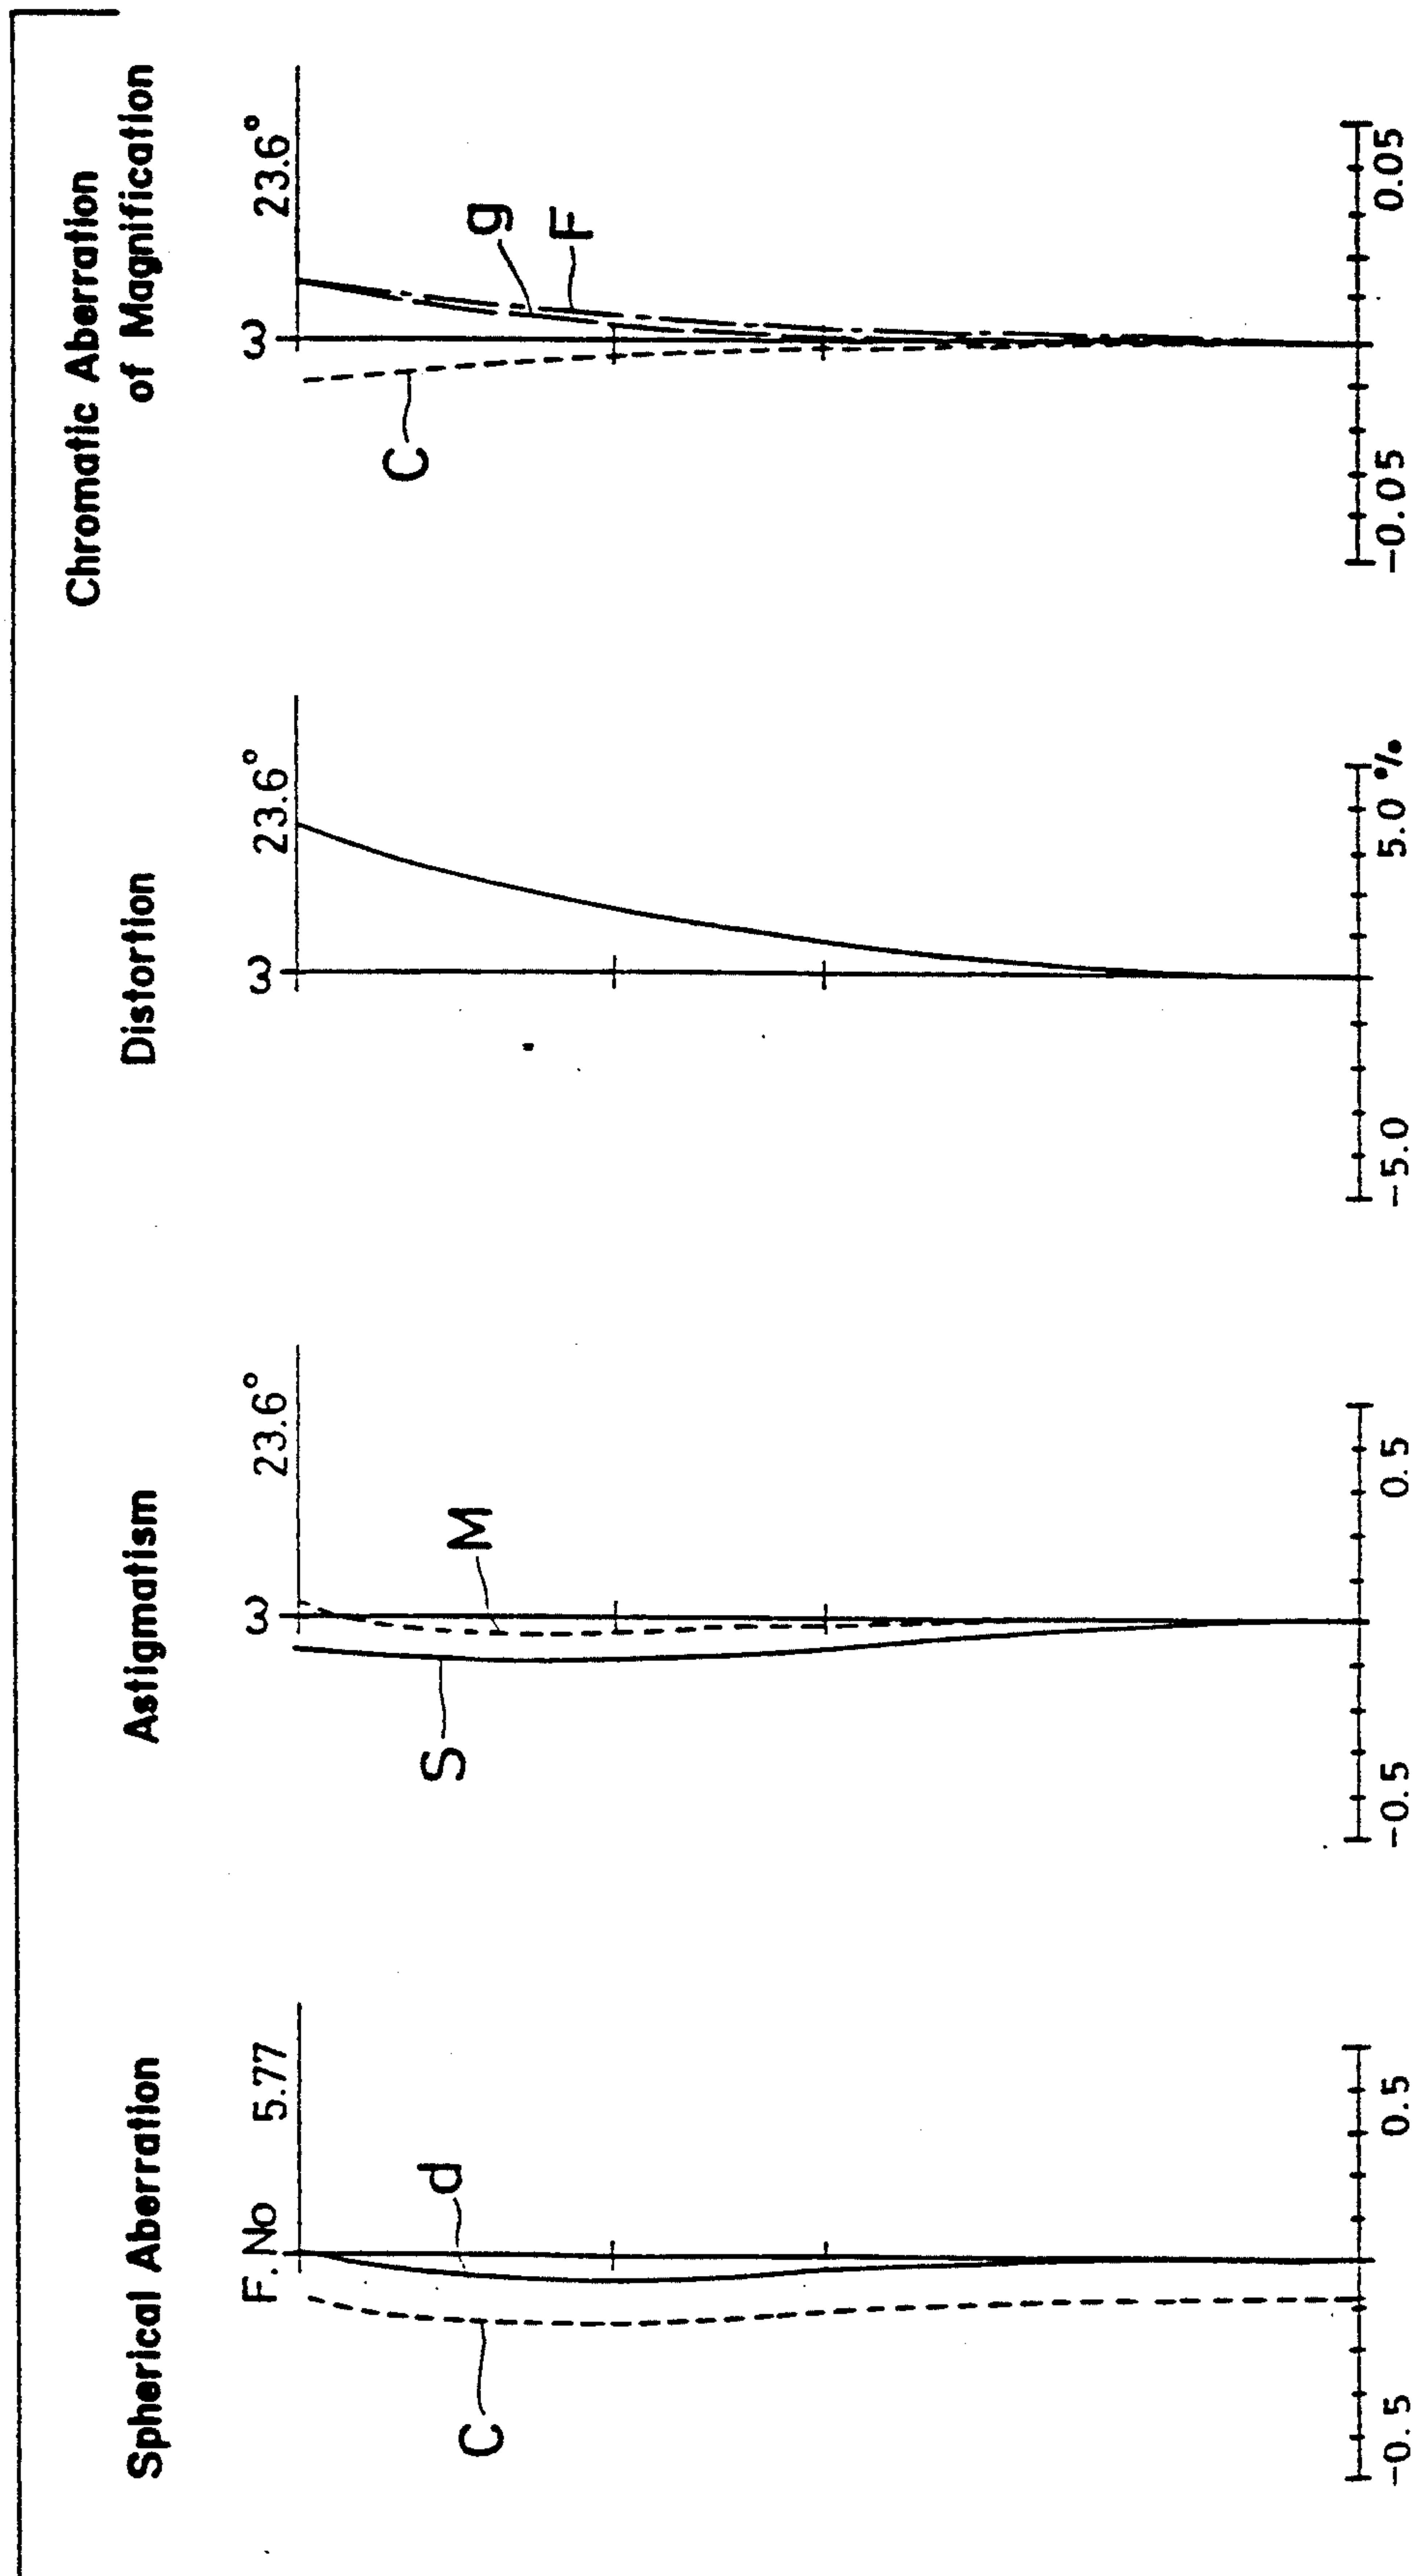 Spherical Aberration
F. No 5.77
d
C
-0.5
0.5
Astigmatism
ω 23.6°
M
S
-0.5
0.5
Distortion
ω 23.6°
-5.0
5.0 %
Chromatic Aberration
of Magnification
ω 23.6°
g
F
C
-0.05
0.05